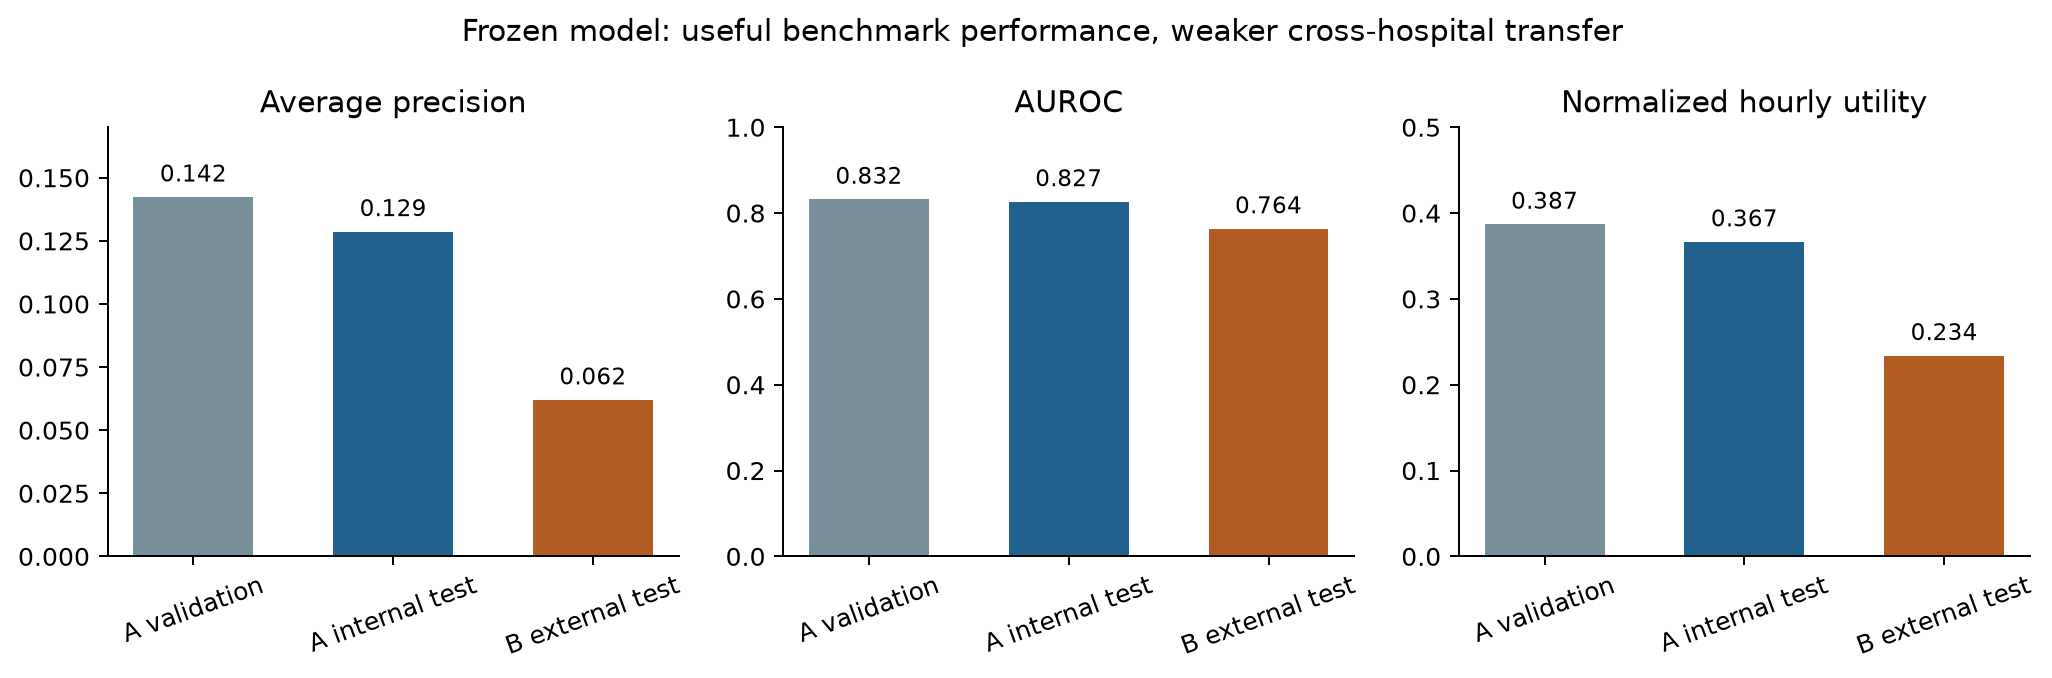 Frozen model: useful benchmark performance, weaker cross-hospital transfer
Average precision
0.150
0.125
0.100
0.075
0.050
0.025
0.000
0.142
0.129
0.062
A validation
A internal test
B external test
AUROC
1.0
0.8
0.6
0.4
0.2
0.0
0.832
0.827
0.764
A validation
A internal test
B external test
Normalized hourly utility
0.5
0.4
0.3
0.2
0.1
0.0
0.387
0.367
0.234
A validation
A internal test
B external test